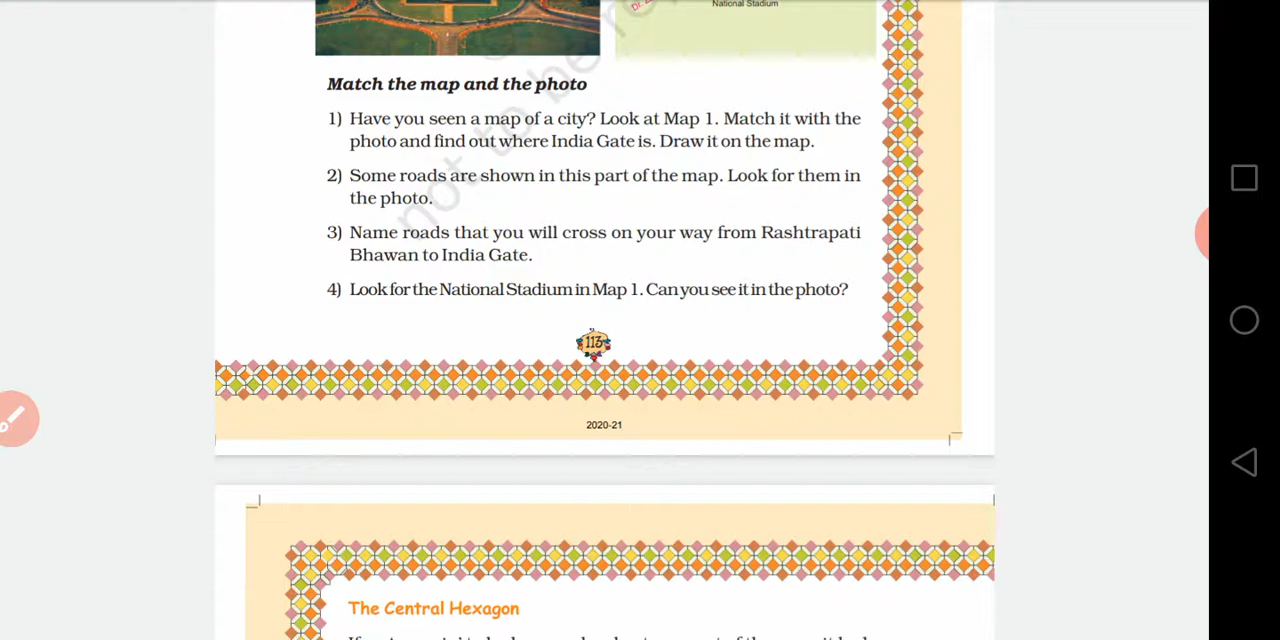 National Stadium
Match the map and the photo
1) Have you seen a map of a city? Look at Map 1. Match it with the
photo and find out where India Gate is. Draw it on the map.
2) Some roads are shown in this part of the map. Look for them in
the photo.
3) Name roads that you will cross on your way from Rashtrapati
Bhawan to India Gate.
4) Look for the National Stadium in Map 1. Can you see it in the photo?
not to be
113
2020-21
The Central Hexagon